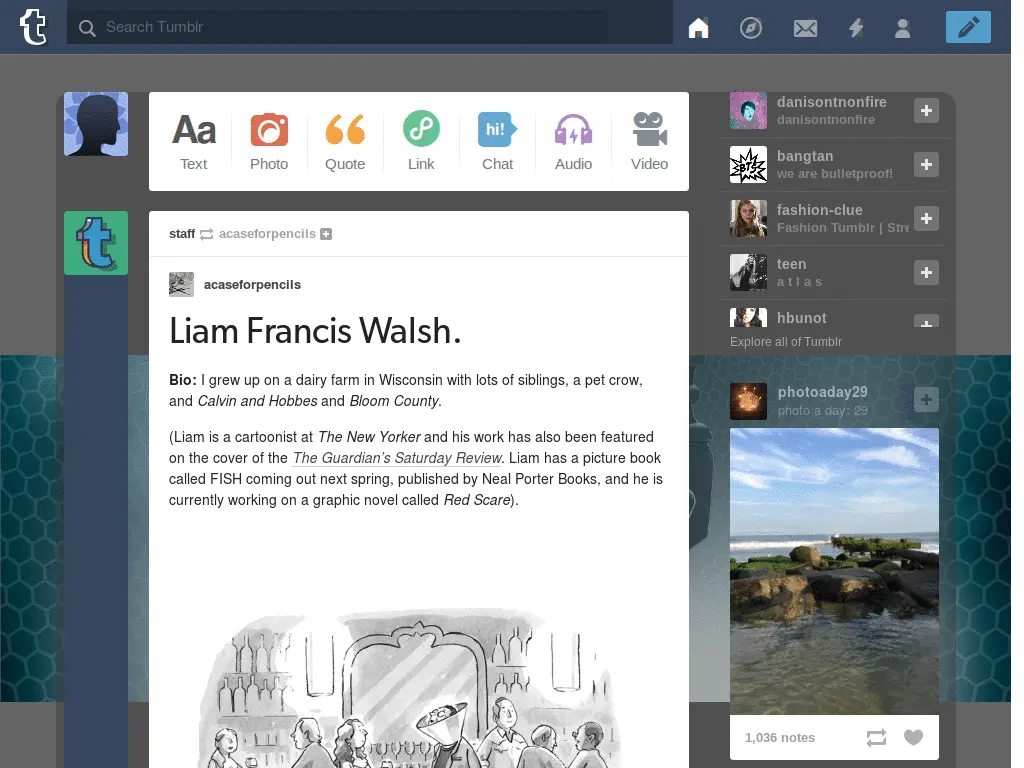 t
Search Tumblr
Aa
Text
Photo
Quote
Link
hi!
Chat
Audio
Video
staff acaseforpencils
acaseforpencils
Liam Francis Walsh.
Bio: I grew up on a dairy farm in Wisconsin with lots of siblings, a pet crow,
and Calvin and Hobbes and Bloom County.
(Liam is a cartoonist at The New Yorker and his work has also been featured
on the cover of the The Guardian’s Saturday Review. Liam has a picture book
called FISH coming out next spring, published by Neal Porter Books, and he is
currently working on a graphic novel called Red Scare).
danisontnonfire
danisontnonfire
BTS
bangtan
we are bulletproof!
fashion-clue
Fashion Tumblr | Stre
teen
a t l a s
hbunot
Explore all of Tumblr
photoaday29
photo a day: 29
1,036 notes